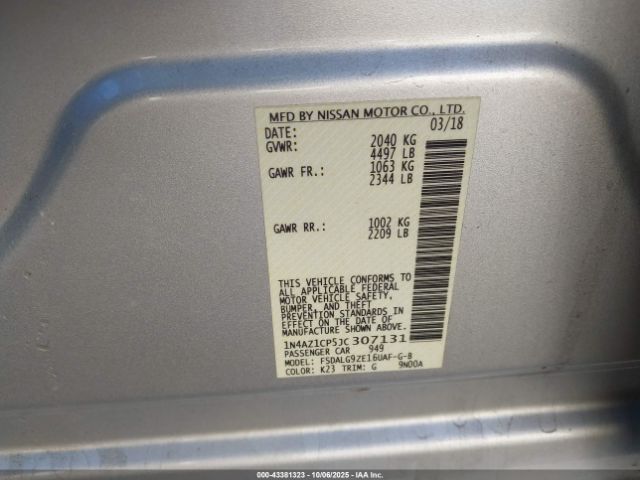 MFD BY NISSAN MOTOR CO., LTD.
DATE: 03/18
GVWR: 2040 KG
4497 LB
GAWR FR.: 1063 KG
2344 LB
GAWR RR.: 1002 KG
2209 LB
THIS VEHICLE CONFORMS TO
ALL APPLICABLE FEDERAL
MOTOR VEHICLE SAFETY,
BUMPER, AND THEFT
PREVENTION STANDARDS IN
EFFECT ON THE DATE OF
MANUFACTURE SHOWN ABOVE.
1N4AZ1CP5JC307131
PASSENGER CAR 949
MODEL: FSDALG9ZE16UAF-G-B
COLOR: K23 TRIM: G 9N00A
00-43381323 - 10/06/2025 - IAA Inc.